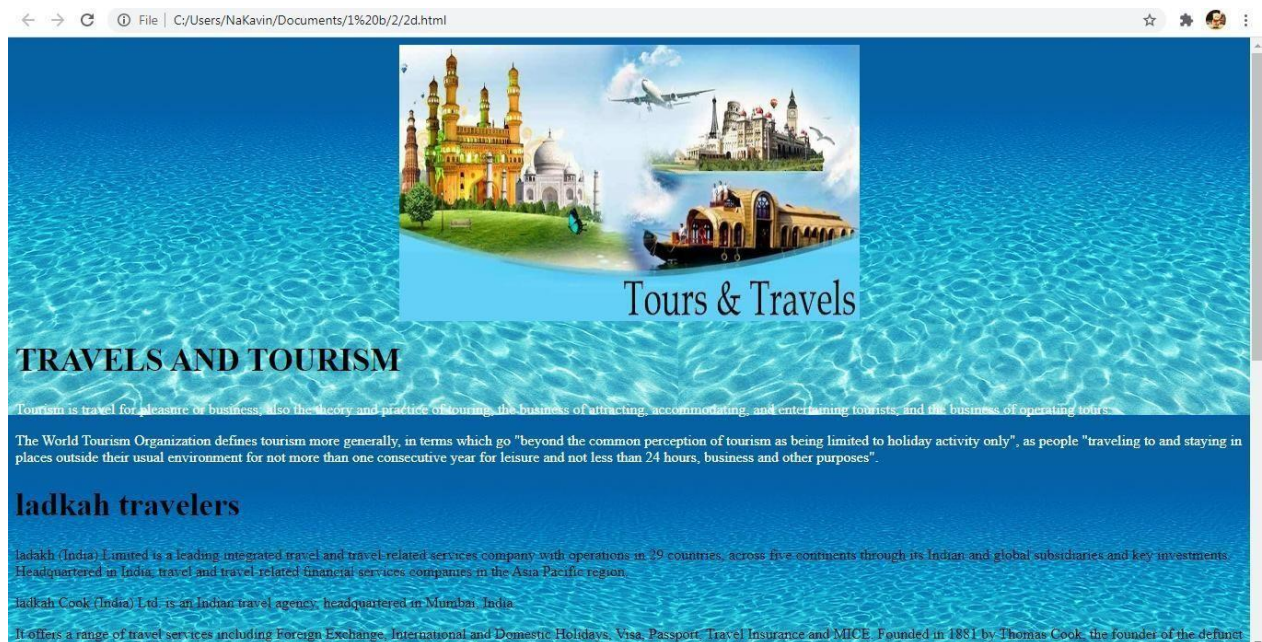 File | C:/Users/NaKavin/Documents/1%20b/2/2d.html
Tours & Travels
TRAVELS AND TOURISM
Tourism is travel for pleasure or business; also the theory and practice of touring, the business of attracting, accommodating, and entertaining tourists, and the business of operating tours.
The World Tourism Organization defines tourism more generally, in terms which go "beyond the common perception of tourism as being limited to holiday activity only", as people "traveling to and staying in
places outside their usual environment for not more than one consecutive year for leisure and not less than 24 hours, business and other purposes".
ladkah travelers
ladakh (India) Limited is a leading integrated travel and travel related services company with operations in 29 countries, across five continents through its Indian and global subsidiaries and key investments.
Headquartered in India, travel and travel related financial services companies in the Asia Pacific region.
ladkah Cook (India) Ltd. is an Indian travel agency, headquartered in Mumbai, India
It offers a range of travel services including Foreign Exchange, International and Domestic Holidays, Visa, Passport, Travel Insurance and MICE. Founded in 1881 by Thomas Cook, the founder of the defunct